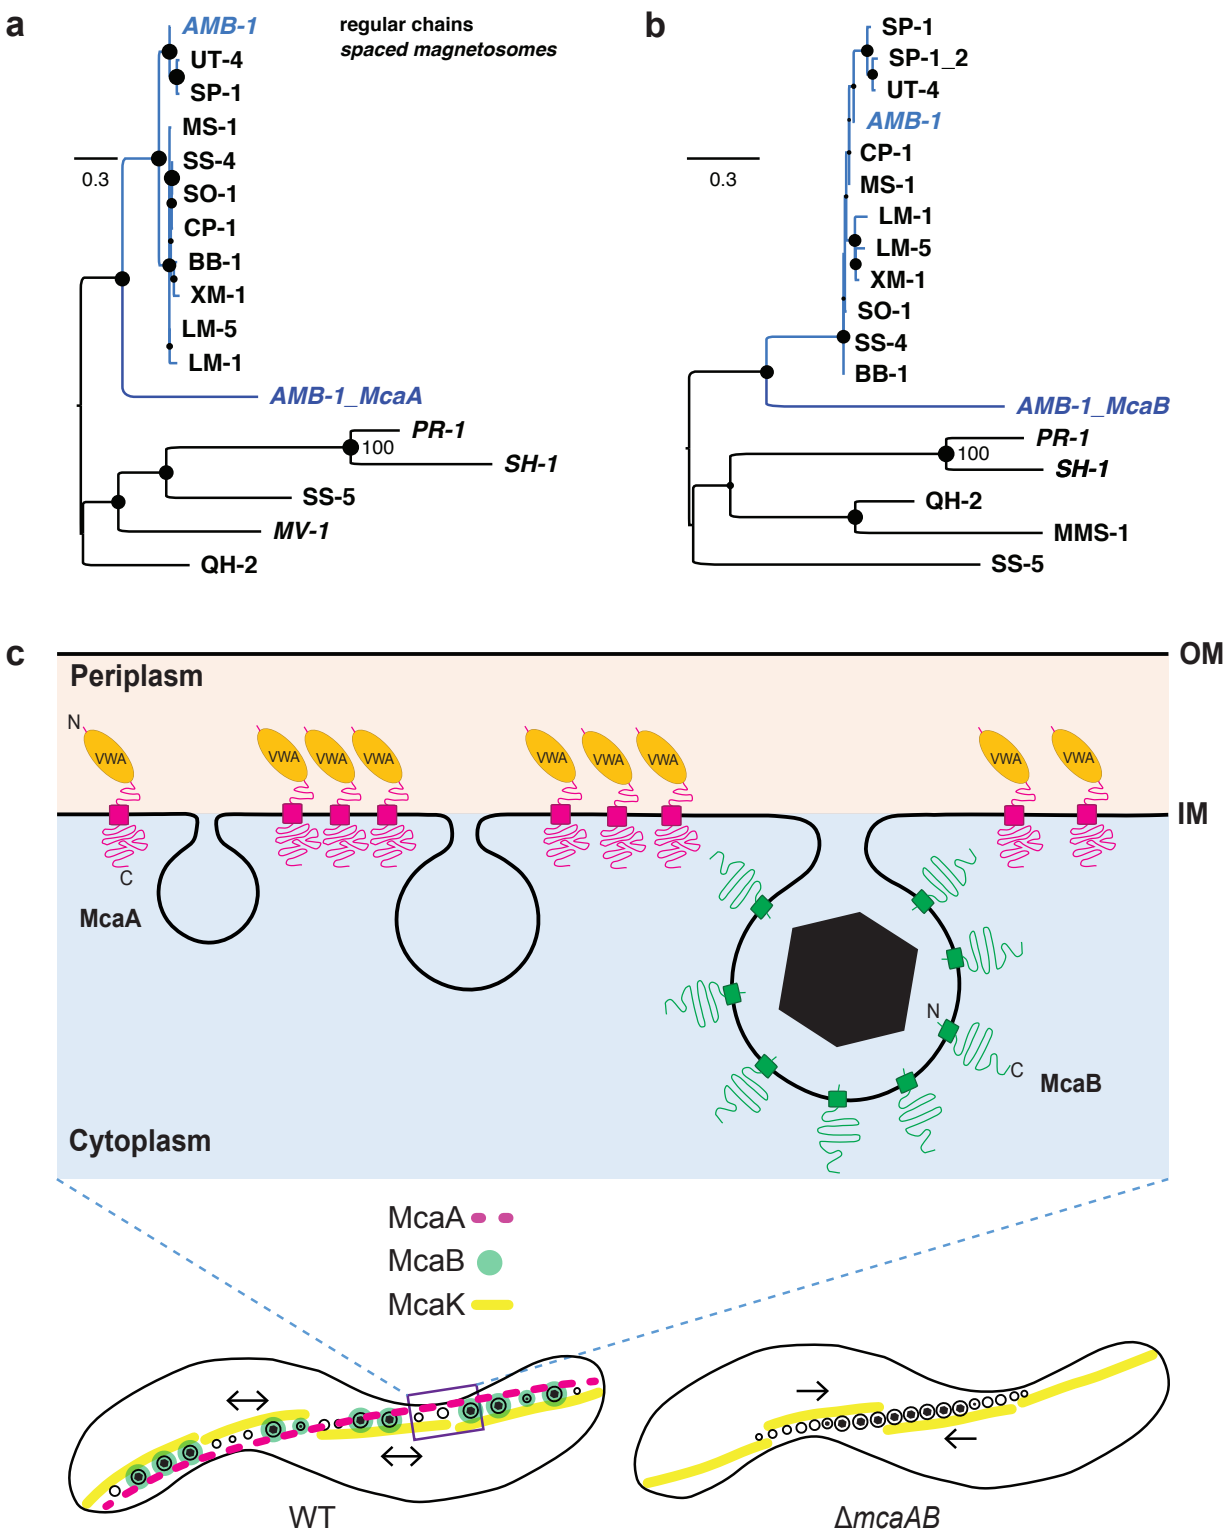 a
AMB-1
UT-4
SP-1
MS-1
SS-4
SO-1
CP-1
BB-1
XM-1
LM-5
LM-1
AMB-1_McaA
PR-1
100
SH-1
SS-5
MV-1
QH-2
0.3
regular chains
spaced magnetosomes
b
SP-1
SP-1_2
UT-4
AMB-1
CP-1
MS-1
LM-1
LM-5
XM-1
SO-1
SS-4
BB-1
AMB-1_McaB
PR-1
100
SH-1
QH-2
MMS-1
SS-5
0.3
c
OM
Periplasm
N
VWA
VWA VWA VWA
VWA VWA VWA
VWA VWA
IM
C
McaA
N
C
McaB
Cytoplasm
McaA
McaB
McaK
WT
ΔmcaAB